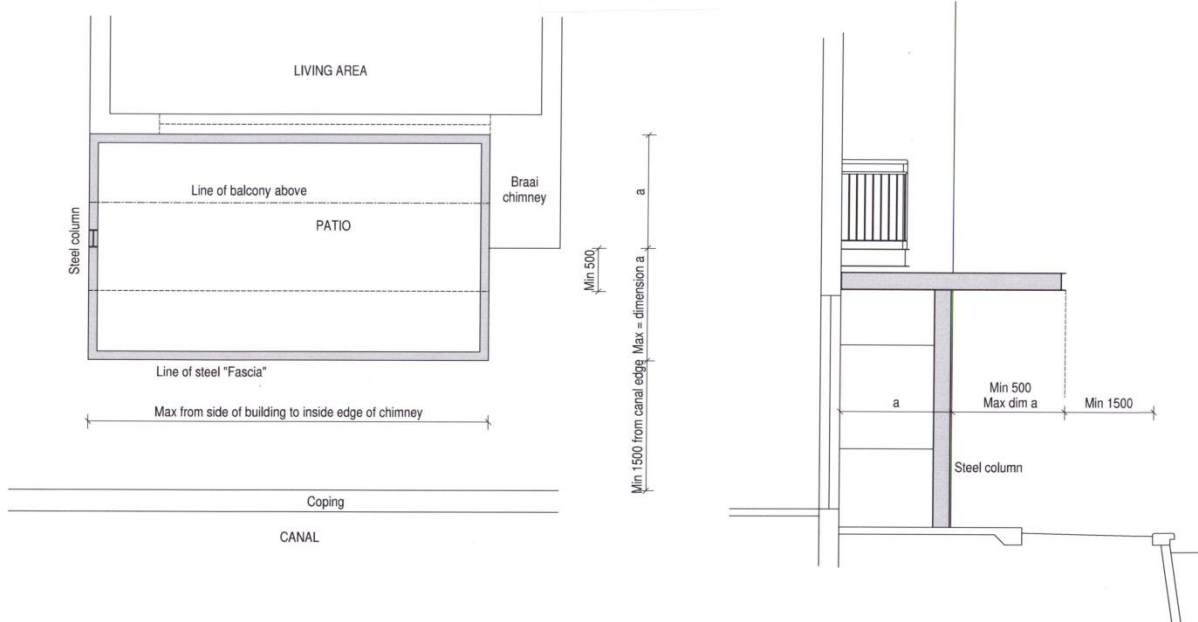 LIVING AREA
Line of balcony above
Braai
chimney
PATIO
Steel column
Line of steel "Fascia"
Max from side of building to inside edge of chimney
Coping
CANAL
a
Min 500
Max = dimension a
Min 1500 from canal edge
a
Min 500
Max dim a
Min 1500
Steel column